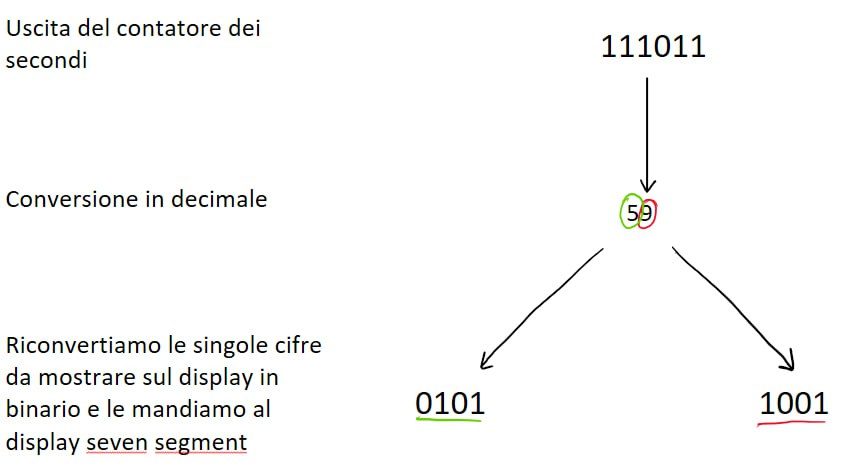 Uscita del contatore dei
secondi
111011
Conversione in decimale
59
Riconvertiamo le singole cifre
da mostrare sul display in
binario e le mandiamo al
display seven segment
0101
1001